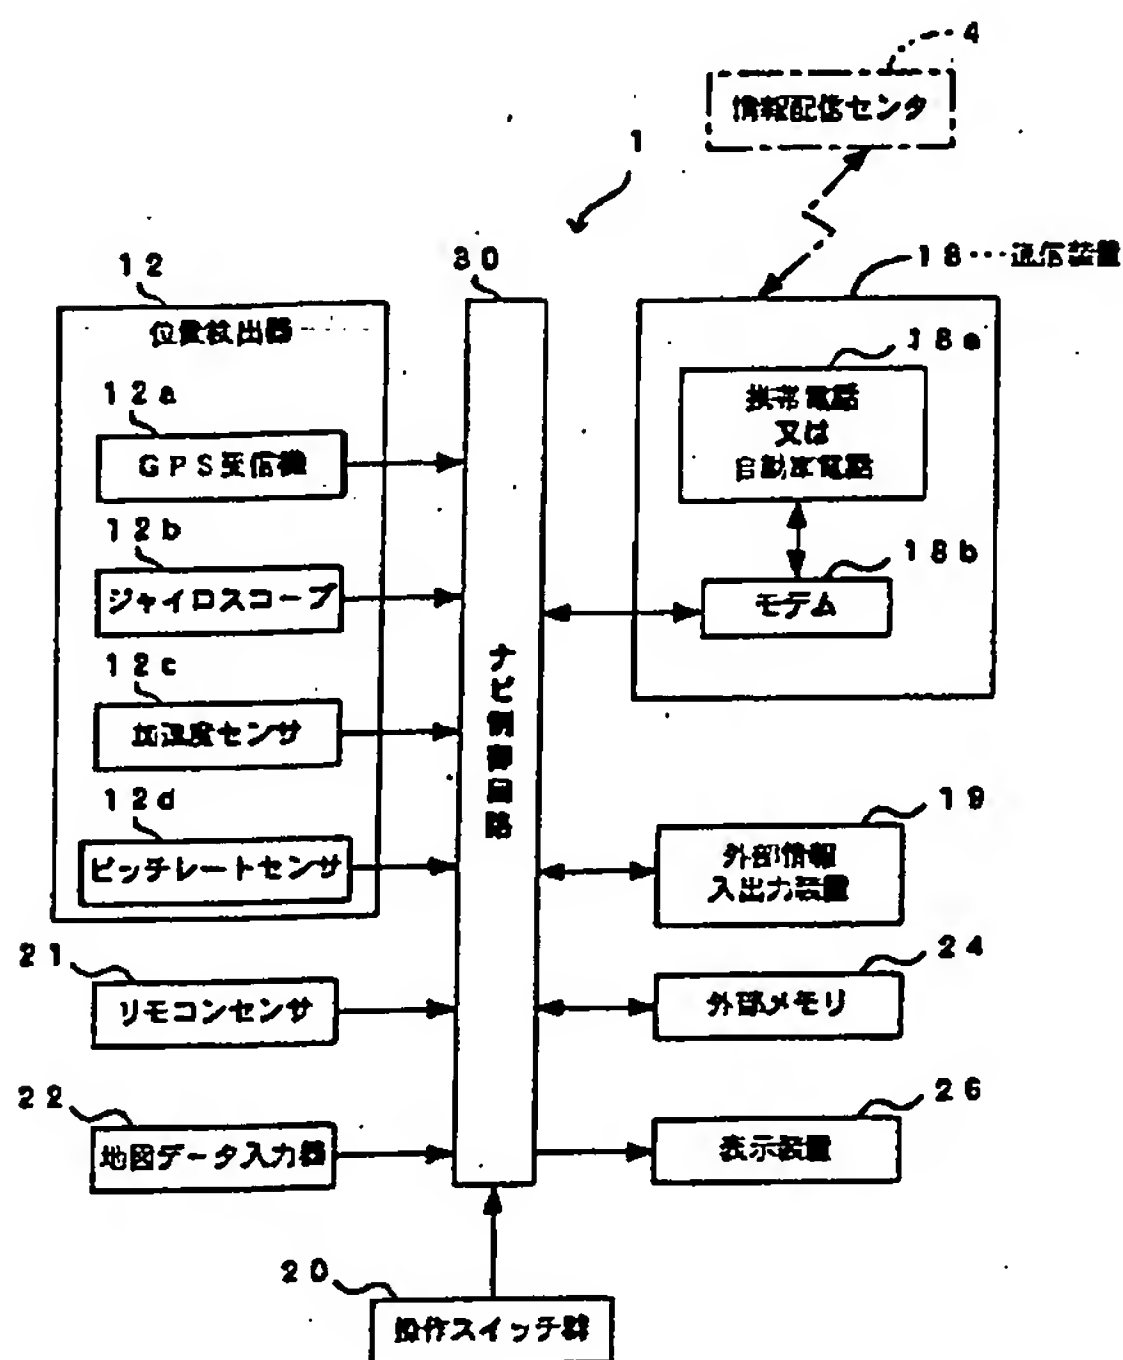 4
情報配信センタ
1
12
30
18…通信装置
位置検出器
18a
携帯電話
又は
自動車電話
12a
GPS受信機
12b
ジャイロスコープ
18b
モデム
ナビ制御回路
12c
加速度センサ
12d
ピッチレートセンサ
19
外部情報
入出力装置
21
リモコンセンサ
24
外部メモリ
22
地図データ入力器
26
表示装置
20
操作スイッチ群